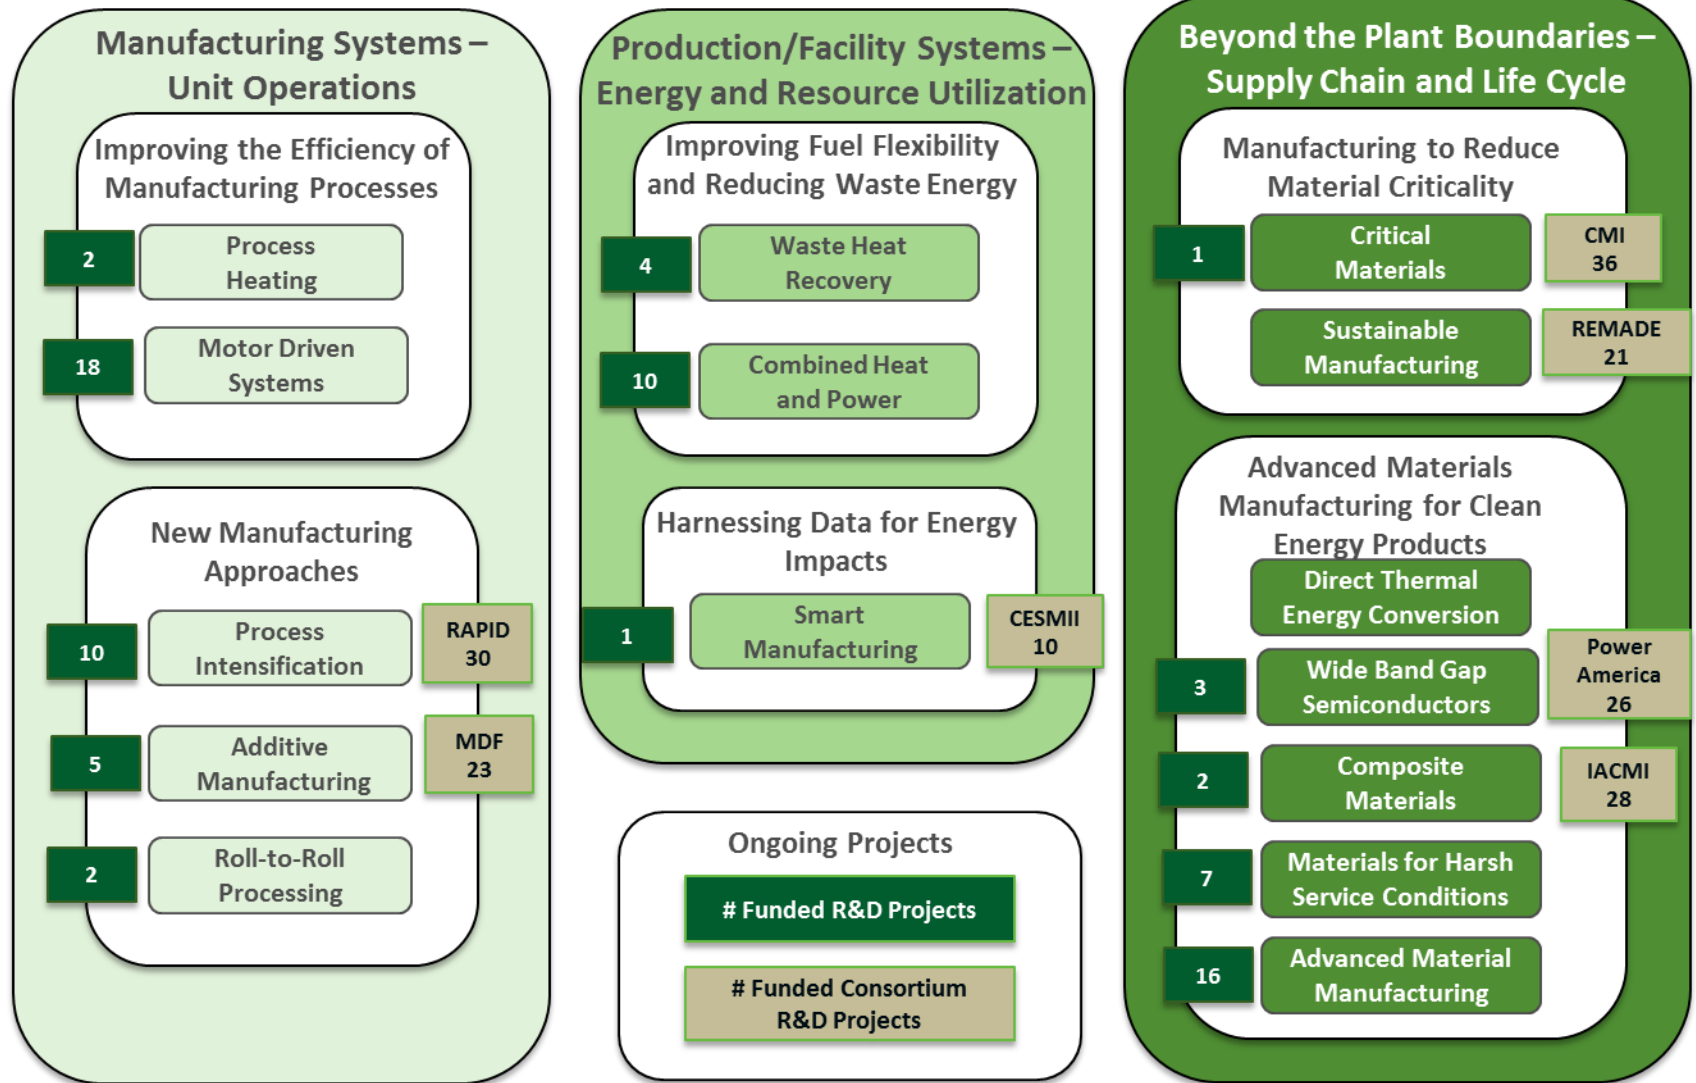 Manufacturing Systems –
Unit Operations
Improving the Efficiency of
Manufacturing Processes
2
Process
Heating
18
Motor Driven
Systems
New Manufacturing
Approaches
10
Process
Intensification
RAPID
30
5
Additive
Manufacturing
MDF
23
2
Roll-to-Roll
Processing
Production/Facility Systems –
Energy and Resource Utilization
Improving Fuel Flexibility
and Reducing Waste Energy
4
Waste Heat
Recovery
10
Combined Heat
and Power
Harnessing Data for Energy
Impacts
1
Smart
Manufacturing
CESMII
10
Ongoing Projects
# Funded R&D Projects
# Funded Consortium
R&D Projects
Beyond the Plant Boundaries –
Supply Chain and Life Cycle
Manufacturing to Reduce
Material Criticality
1
Critical
Materials
CMI
36
Sustainable
Manufacturing
REMADE
21
Advanced Materials
Manufacturing for Clean
Energy Products
Direct Thermal
Energy Conversion
3
Wide Band Gap
Semiconductors
Power
America
26
2
Composite
Materials
IACMI
28
7
Materials for Harsh
Service Conditions
16
Advanced Material
Manufacturing